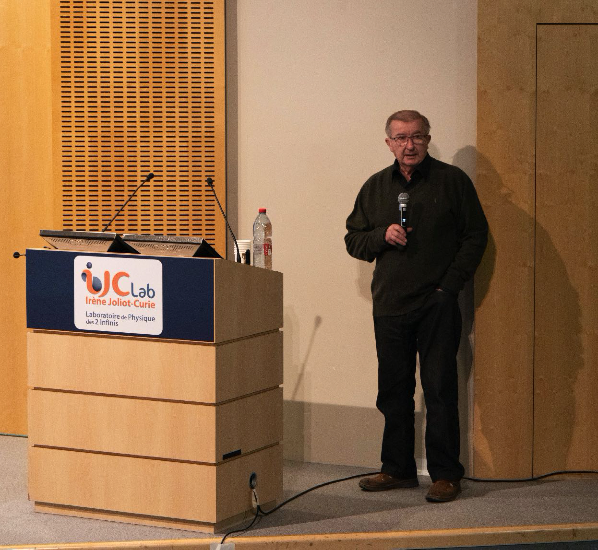 iJCLab
Irène Joliot-Curie
Laboratoire de Physique
des 2 Infinis